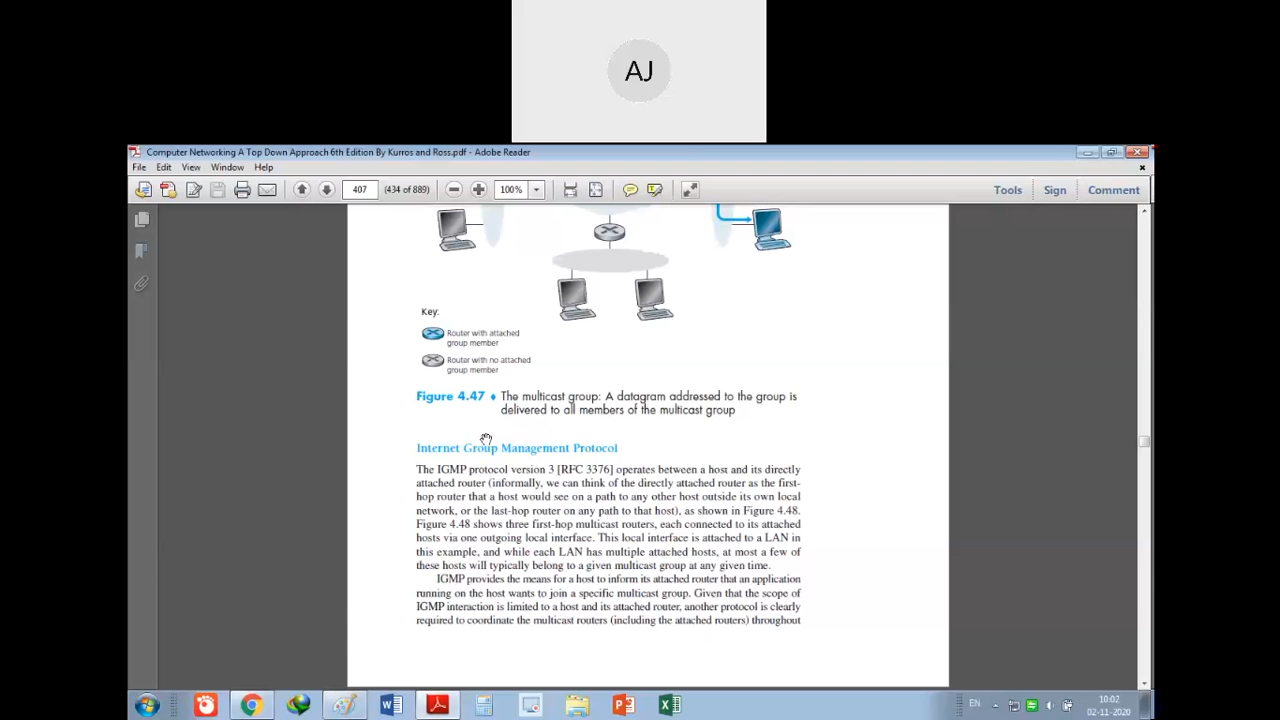 AJ
Computer Networking A Top Down Approach 6th Edition By Kurros and Ross.pdf - Adobe Reader
File Edit View Window Help
407 (434 of 889) 100% Tools Sign Comment
Key:
Router with attached
group member
Router with no attached
group member
Figure 4.47 ♦ The multicast group: A datagram addressed to the group is
delivered to all members of the multicast group
Internet Group Management Protocol
The IGMP protocol version 3 [RFC 3376] operates between a host and its directly
attached router (informally, we can think of the directly attached router as the first-
hop router that a host would see on a path to any other host outside its own local
network, or the last-hop router on any path to that host), as shown in Figure 4.48.
Figure 4.48 shows three first-hop multicast routers, each connected to its attached
hosts via one outgoing local interface. This local interface is attached to a LAN in
this example, and while each LAN has multiple attached hosts, at most a few of
these hosts will typically belong to a given multicast group at any given time.
IGMP provides the means for a host to inform its attached router that an application
running on the host wants to join a specific multicast group. Given that the scope of
IGMP interaction is limited to a host and its attached router, another protocol is clearly
required to coordinate the multicast routers (including the attached routers) throughout
EN 10:02
02-11-2020